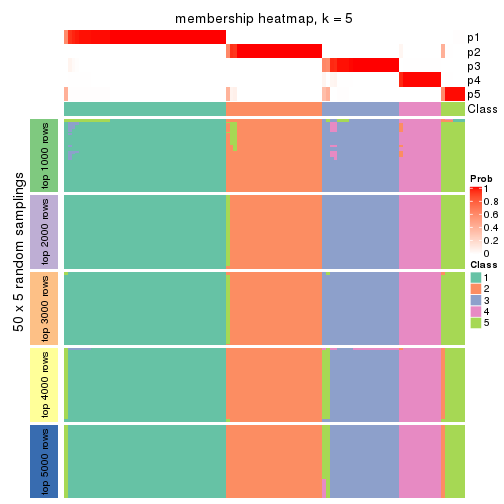 membership heatmap, k = 5
p1
p2
p3
p4
p5
Class
50 x 5 random samplings
top 1000 rows
top 2000 rows
top 3000 rows
top 4000 rows
top 5000 rows
Prob
1
0.8
0.6
0.4
0.2
0
Class
1
2
3
4
5